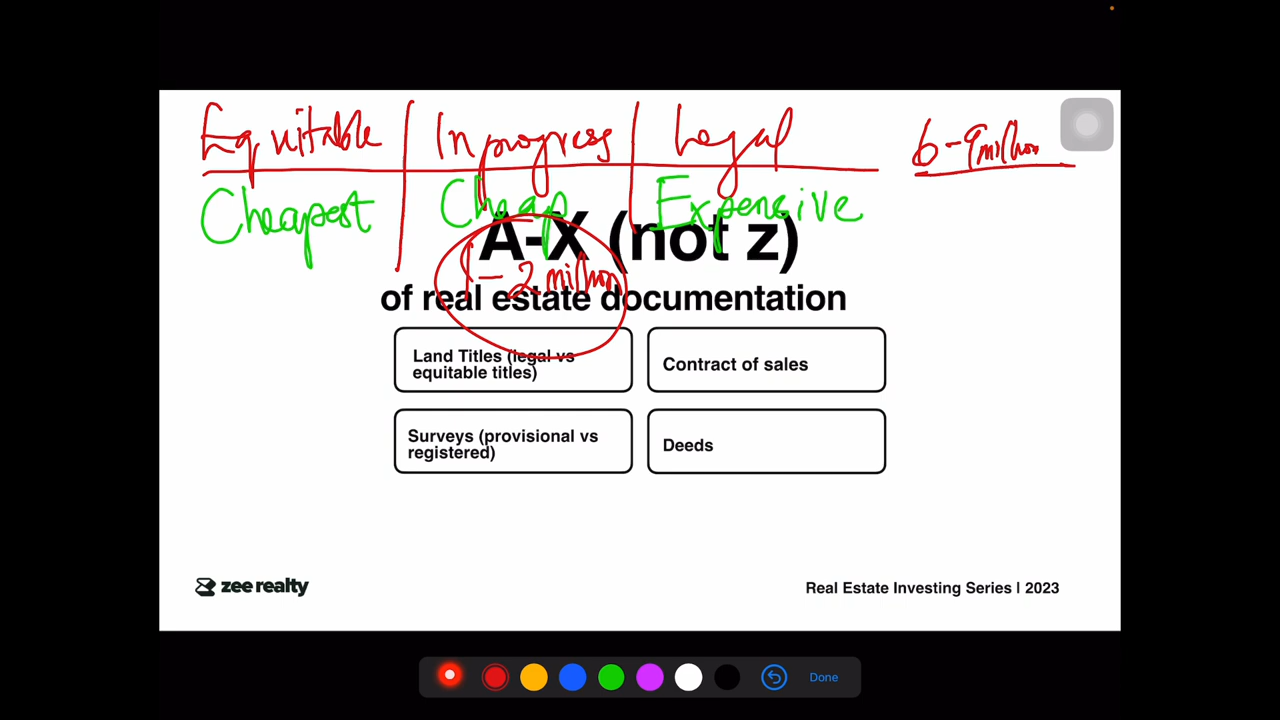 Equitable | In progress | Legal
6-9 million
Cheapest | Cheap | Expensive
A-X (not z)
1-2 million
of real estate documentation
Land Titles (legal vs
equitable titles)
Contract of sales
Surveys (provisional vs
registered)
Deeds
zee realty
Real Estate Investing Series | 2023
Done